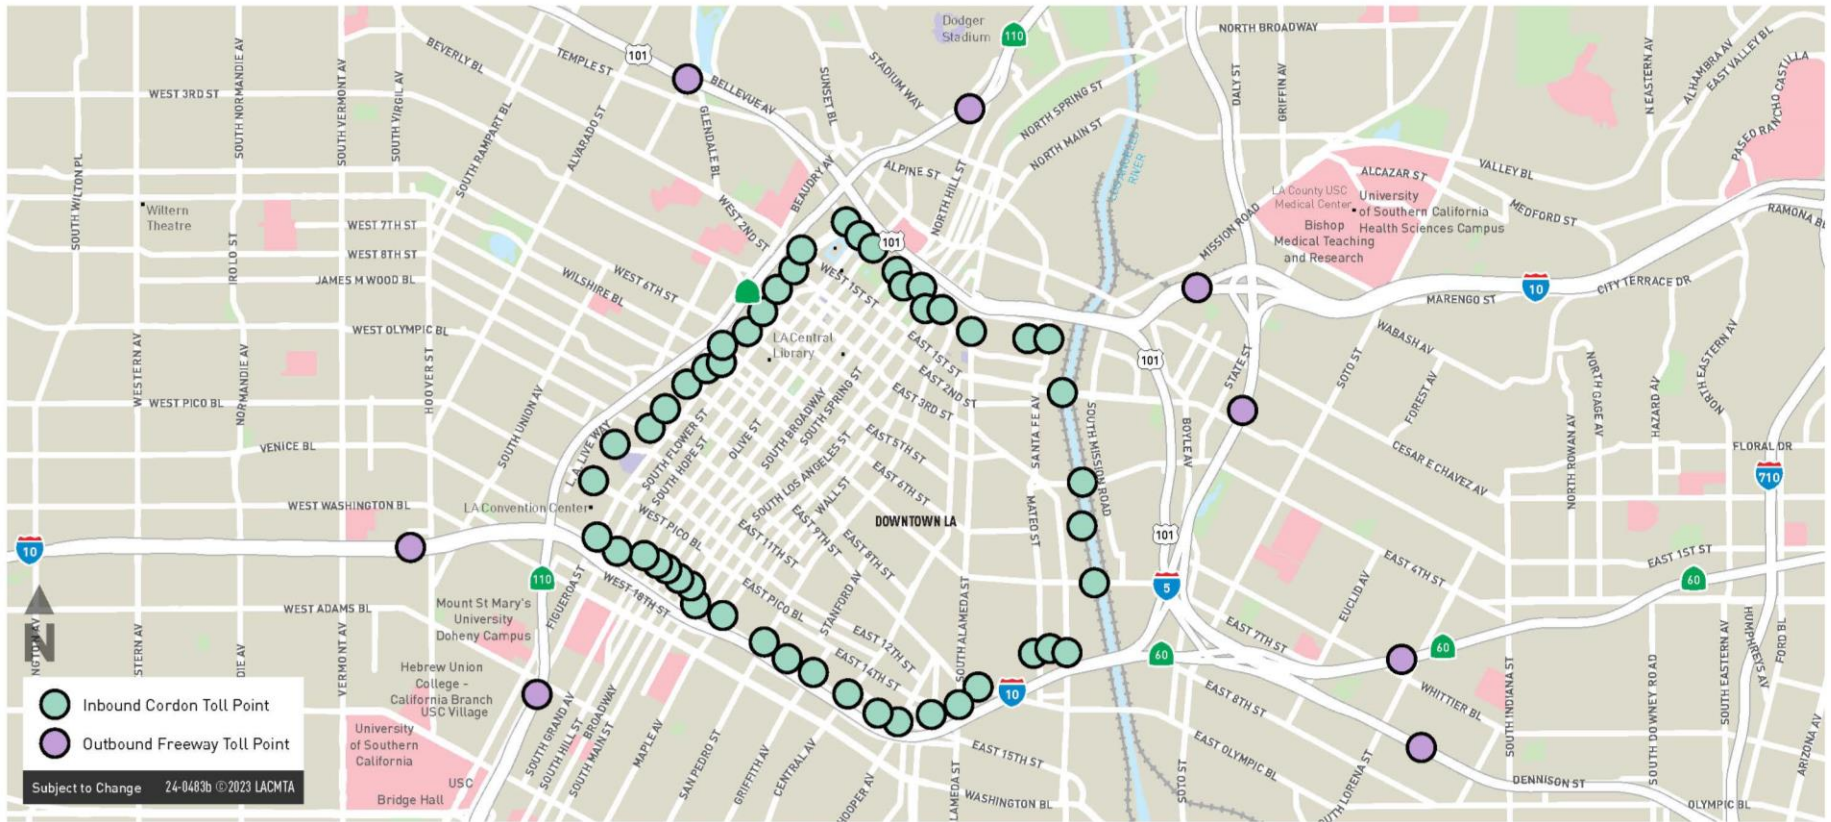 Dodger
Stadium
110
NORTH BROADWAY
101
BEVERLY BL
TEMPLE ST
BELLEVUE AV
SUNSET BL
STADIUM WAY
NORTH SPRING ST
NORTH MAIN ST
DALY ST
GRIFFIN AV
N EASTERN AV
ALHAMBRA AV
EAST VALLEY BL
PASEO RANCHO CASTILLA
WEST 3RD ST
SOUTH NORMANDIE AV
SOUTH VERMONT AV
SOUTH VIRGIL AV
SOUTH RAMPART BL
ALVARADO ST
GLENDALE BL
BEAUDRY AV
ALPINE ST
NORTH HILL ST
LOS ANGELES
RIVER
ALCAZAR ST
VALLEY BL
SOUTH WILTON PL
Wiltern
Theatre
WEST 7TH ST
WEST 8TH ST
JAMES M WOOD BL
IROLO ST
WEST 2ND ST
WILSHIRE BL
WEST 6TH ST
101
WEST 1ST ST
MISSION ROAD
LA County USC
Medical Center
University
of Southern California
Health Sciences Campus
Bishop
Medical Teaching
and Research
MEDFORD ST
RAMONA BL
10
CITY TERRACE DR
MARENGO ST
WEST OLYMPIC BL
WESTERN AV
NORMANDIE AV
HOOVER ST
WEST PICO BL
VENICE BL
SOUTH UNION AV
L.A. LIVE WAY
LA Central
Library
EAST 1ST ST
EAST 2ND ST
EAST 3RD ST
EAST 5TH ST
EAST 6TH ST
SOUTH FLOWER ST
SOUTH HOPE ST
OLIVE ST
SOUTH BROADWAY
SOUTH SPRING ST
SOUTH LOS ANGELES ST
WALL ST
SANTA FE AV
SOUTH MISSION ROAD
101
BOYLE AV
STATE ST
SOTO ST
WABASH AV
FOREST AV
CESAR E CHAVEZ AV
NORTH GAGE AV
NORTH ROWAN AV
HAZARD AV
NORTH EASTERN AV
FLORAL DR
710
WEST WASHINGTON BL
LA Convention Center
WEST PICO BL
EAST 11TH ST
EAST 9TH ST
EAST 8TH ST
DOWNTOWN LA
MATEO ST
101
10
110
FIGUEROA ST
WEST 18TH ST
EAST PICO BL
STANFORD AV
EAST 12TH ST
EAST 14TH ST
SOUTH ALAMEDA ST
5
EAST 4TH ST
EUCLID AV
EAST 1ST ST
60
WEST ADAMS BL
Mount St Mary's
University
Doheny Campus
N
NGTON AV
STERN AV
DIE AV
VERMONT AV
Hebrew Union
College –
California Branch
USC Village
10
60
EAST 7TH ST
60
WHITTIER BL
SOUTH INDIANA ST
SOUTH DOWNEY ROAD
SOUTH EASTERN AV
HUMPHREYS AV
FORD BL
ARIZONA AV
Inbound Cordon Toll Point
Outbound Freeway Toll Point
Subject to Change 24-0483b ©2023 LACMTA
University
of Southern
California
USC
Bridge Hall
SOUTH GRAND AV
SOUTH HILL ST
BROADWAY
SOUTH MAIN ST
MAPLE AV
SAN PEDRO ST
GRIFFITH AV
CENTRAL AV
HOOPER AV
LAMEDA ST
EAST 15TH ST
WASHINGTON BL
EAST 8TH ST
EAST OLYMPIC BL
SOTO ST
OUTH LORENA ST
DENNISON ST
OLYMPIC BL